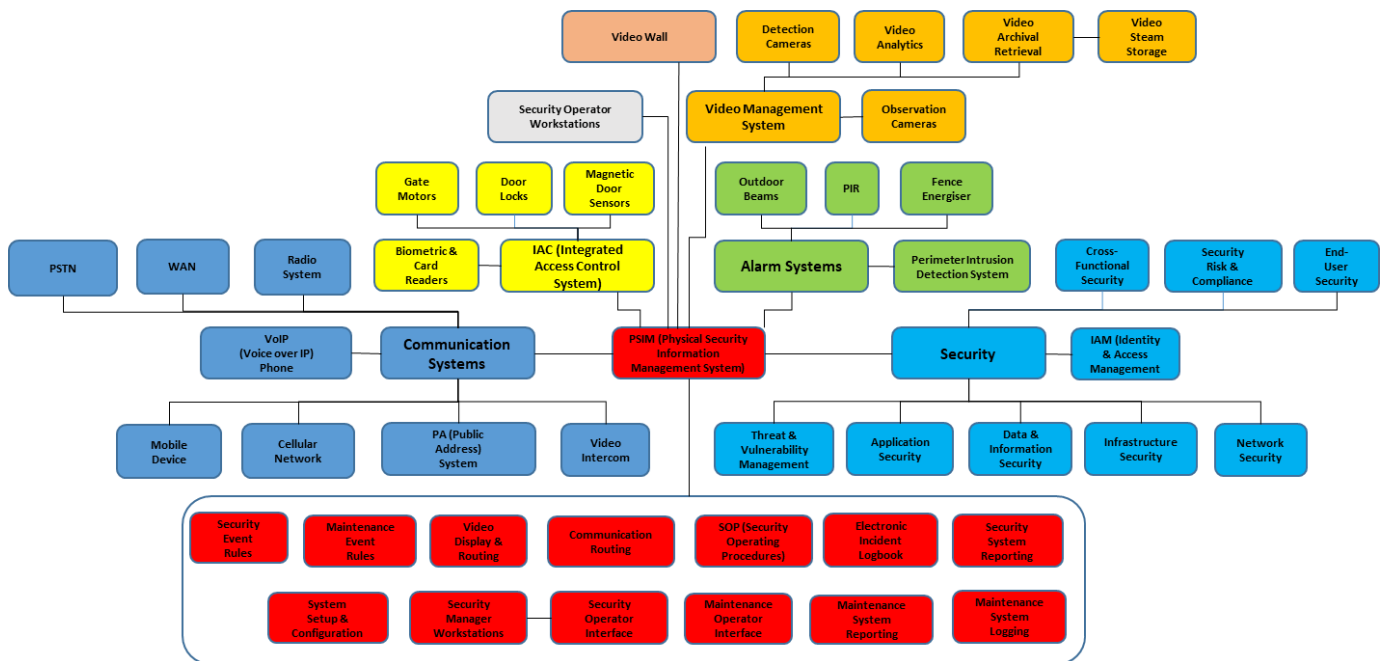 Video Wall
Detection
Cameras
Video
Analytics
Video
Archival
Retrieval
Video
Steam
Storage
Security Operator
Workstations
Video Management
System
Observation
Cameras
Gate
Motors
Door
Locks
Magnetic
Door
Sensors
Outdoor
Beams
PIR
Fence
Energiser
PSTN
WAN
Radio
System
Biometric &
Card
Readers
IAC (Integrated
Access Control
System)
Alarm Systems
Perimeter Intrusion
Detection System
Cross-
Functional
Security
Security
Risk &
Compliance
End-
User
Security
VoIP
(Voice over IP)
Phone
Communication
Systems
PSIM (Physical Security
Information
Management System)
Security
IAM (Identity
& Access
Management
Mobile
Device
Cellular
Network
PA (Public
Address)
System
Video
Intercom
Threat &
Vulnerability
Management
Application
Security
Data &
Information
Security
Infrastructure
Security
Network
Security
Security
Event
Rules
Maintenance
Event
Rules
Video
Display &
Routing
Communication
Routing
SOP (Security
Operating
Procedures)
Electronic
Incident
Logbook
Security
System
Reporting
System
Setup &
Configuration
Security
Manager
Workstations
Security
Operator
Interface
Maintenance
Operator
Interface
Maintenance
System
Reporting
Maintenance
System
Logging